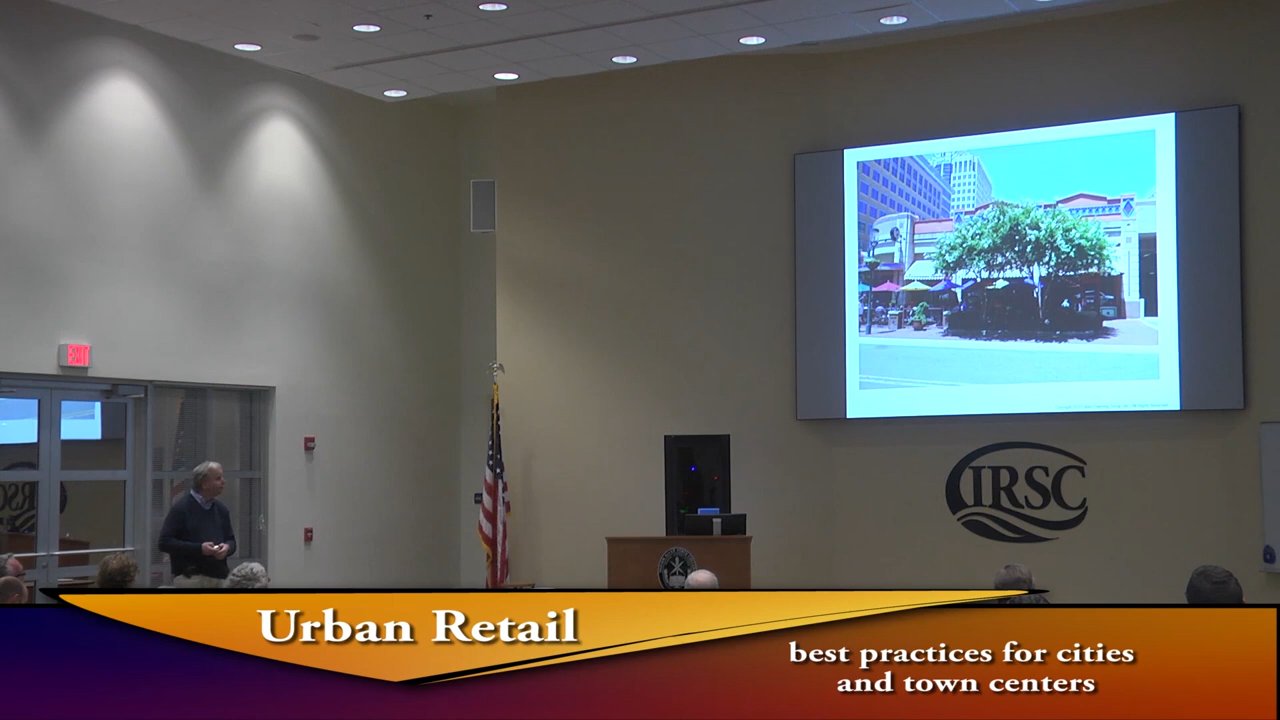 EXIT
IRSC
Urban Retail
best practices for cities
and town centers